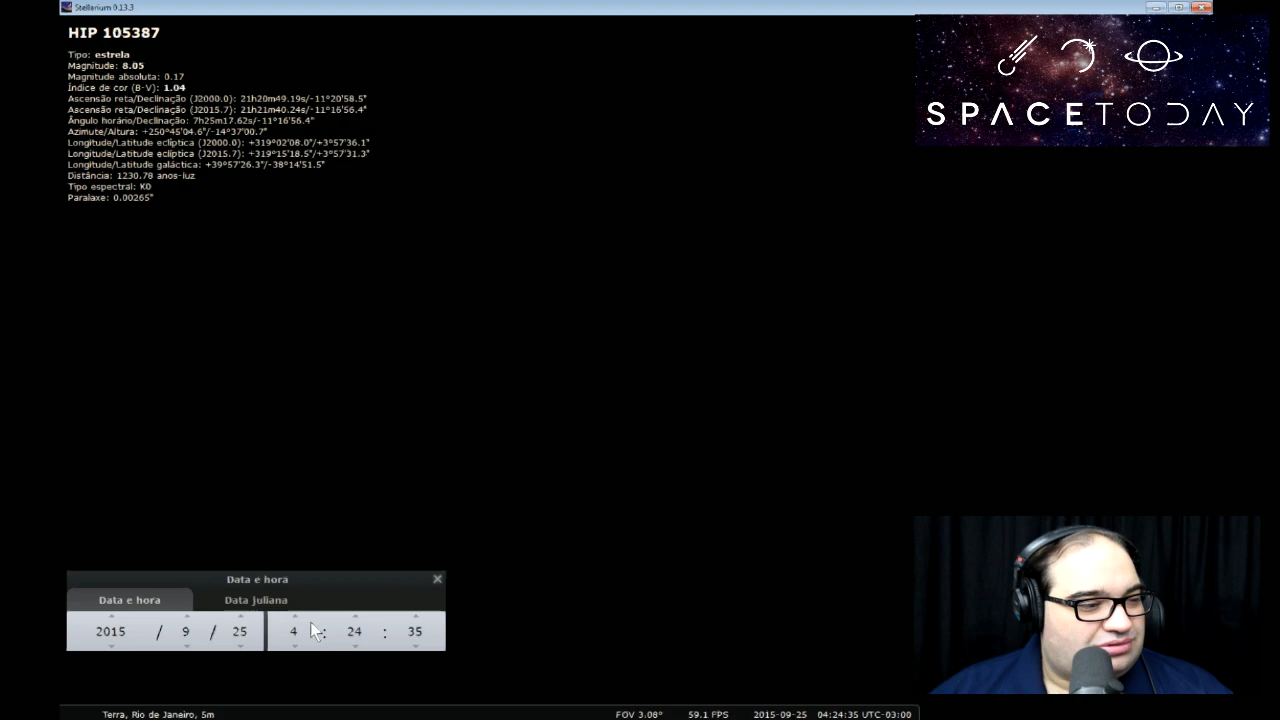 Stellarium 0.13.3
HIP 105387
Tipo: estrela
Magnitude: 8.05
Magnitude absoluta: 0.17
Índice de cor (B-V): 1.04
Ascensão reta/Declinação (J2000.0): 21h20m49.19s/-11°20'58.5"
Ascensão reta/Declinação (J2015.7): 21h21m40.24s/-11°16'56.4"
Ângulo horário/Declinação: 7h25m17.62s/-11°16'56.4"
Azimute/Altura: +250°45'04.6"/-14°37'00.7"
Longitude/Latitude eclíptica (J2000.0): +319°02'08.0"/+3°57'36.1"
Longitude/Latitude eclíptica (J2015.7): +319°15'18.5"/+3°57'31.3"
Longitude/Latitude galáctica: +39°57'26.3"/-38°14'51.5"
Distância: 1230.78 anos-luz
Tipo espectral: K0
Paralaxe: 0.00265"
SPACETODAY
Data e hora
Data e hora Data juliana
2015 / 9 / 25 4 : 24 : 35
Terra, Rio de Janeiro, 5m FOV 3.08° 59.1 FPS 2015-09-25 04:24:35 UTC-03:00